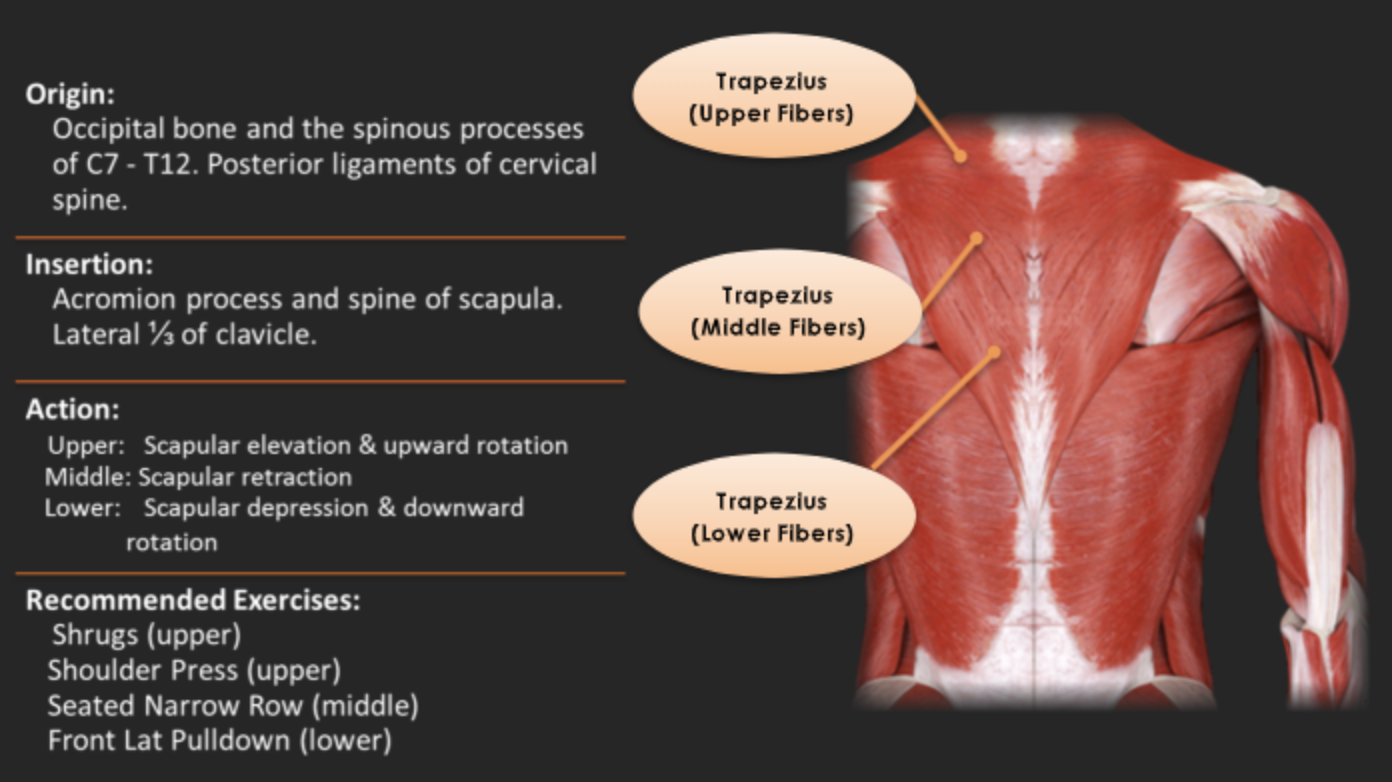 Origin:
Occipital bone and the spinous processes
of C7 - T12. Posterior ligaments of cervical
spine.
Insertion:
Acromion process and spine of scapula.
Lateral ⅓ of clavicle.
Action:
Upper: Scapular elevation & upward rotation
Middle: Scapular retraction
Lower: Scapular depression & downward
rotation
Recommended Exercises:
Shrugs (upper)
Shoulder Press (upper)
Seated Narrow Row (middle)
Front Lat Pulldown (lower)
Trapezius
(Upper Fibers)
Trapezius
(Middle Fibers)
Trapezius
(Lower Fibers)